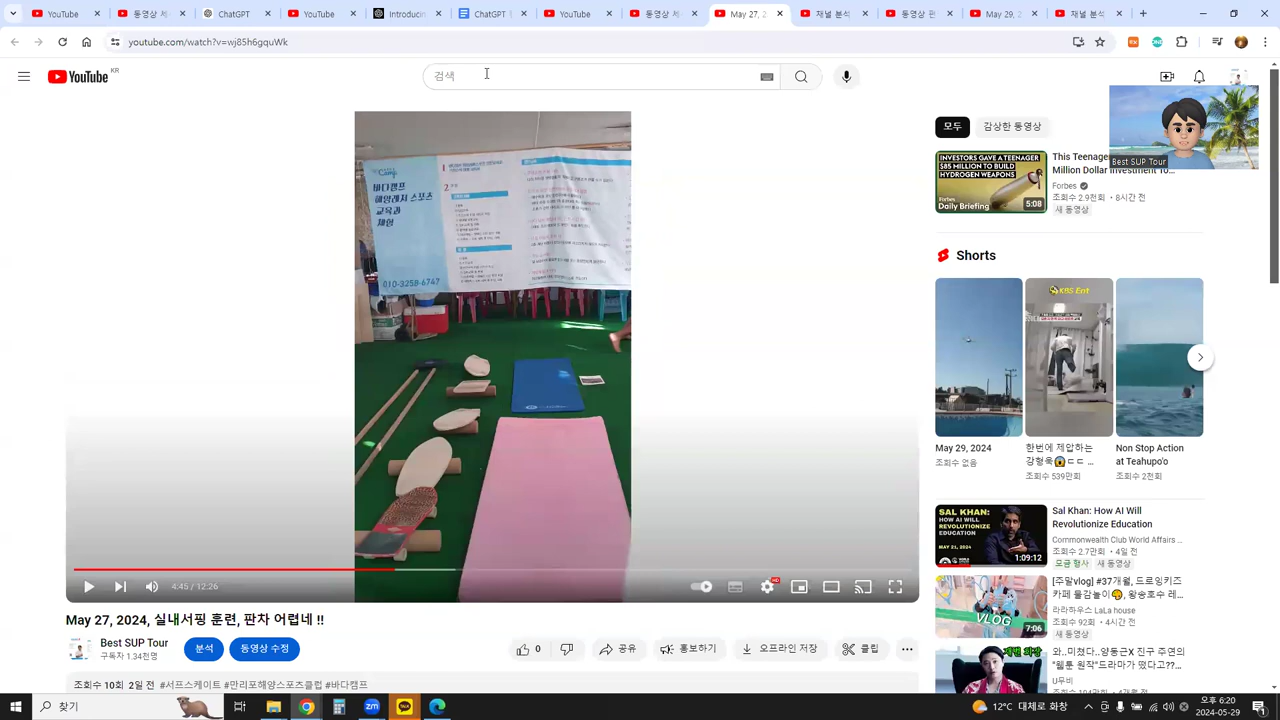 YouTube
동영상 세
ChatGPT
YouTube
Introducin
ChatGPT
YouTube
동영상 제
May 27, 2
채널 분석
동영상 편
May 29, 2
채널 분석
youtube.com/watch?v=wj85h6gquWk
YouTube KR
검색
Best SUP Tour
모두
감상한 동영상
INVESTORS GAVE A TEENAGER
$85 MILLION TO BUILD
HYDROGEN WEAPONS
Forbes
Daily Briefing
5:08
This Teenag
Million Dollar Investment To...
Forbes
조회수 2.9천회 • 8시간 전
새 동영상
바다캠프
해양레저 스포츠
교육과
체험
010-3259-6747
Shorts
KBS Ent
May 29, 2024
조회수 없음
한번에 제압하는
강형욱😱ㄷㄷ ...
조회수 539만회
Non Stop Action
at Teahupo'o
조회수 2천회
SAL KHAN:
HOW AI WILL
REVOLUTIONIZE
EDUCATION
MAY 21, 2024
1:09:12
Sal Khan: How AI Will
Revolutionize Education
Commonwealth Club World Affairs ...
조회수 2.7만회 • 4일 전
모금 행사
새 동영상
VLOG
7:06
[주말vlog] #37개월, 드로잉키즈
카페 물감놀이🤭, 왕송호수 레...
라라하우스 LaLa house
조회수 92회 • 4시간 전
새 동영상
와..미쳤다..양동근X 진구 주연의
"웹툰 원작"드라마가 떴다고??...
U무비
4:45 / 12:26
HD
May 27, 2024, 실내서핑 훈련, 판차 어렵네 !!
Best SUP Tour
구독자 1.34천명
분석
동영상 수정
0
공유
홍보하기
오프라인 저장
클립
조회수 10회 2일 전 #서프스케이트 #만리포해양스포츠클럽 #바다캠프
찾기
12°C 대체로 화창
오후 6:20
2024-05-29